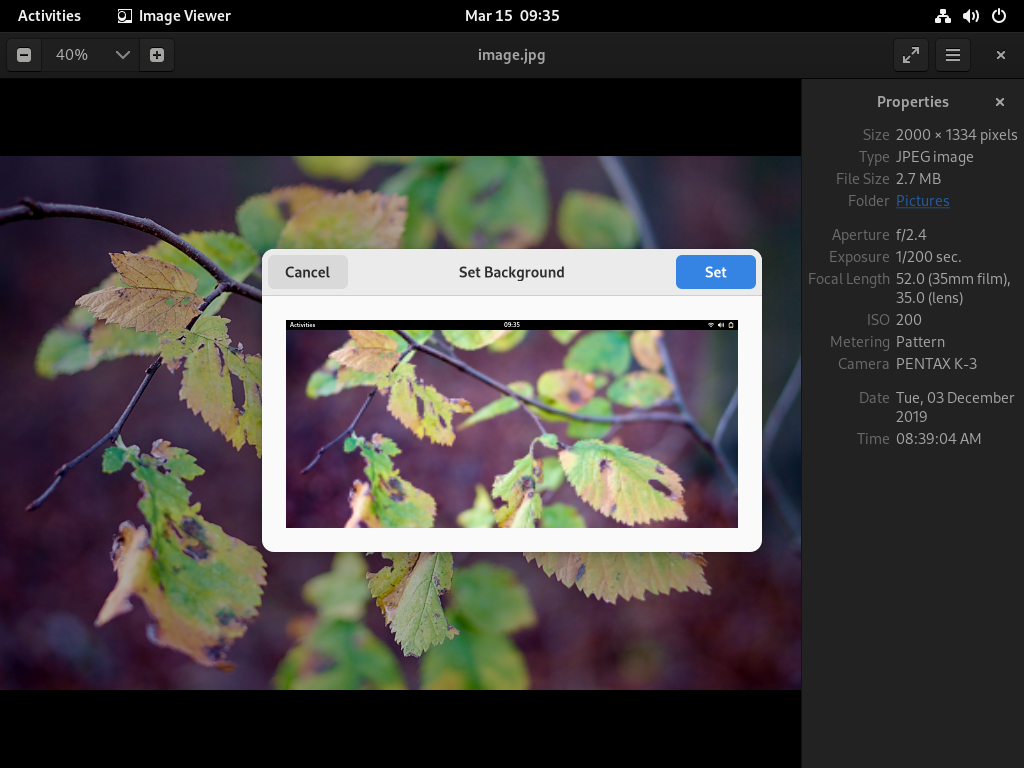 Activities Image Viewer Mar 15 09:35
40% image.jpg
Properties
Size 2000 × 1334 pixels
Type JPEG image
File Size 2.7 MB
Folder Pictures
Aperture f/2.4
Exposure 1/200 sec.
Focal Length 52.0 (35mm film),
35.0 (lens)
ISO 200
Metering Pattern
Camera PENTAX K-3
Date Tue, 03 December
2019
Time 08:39:04 AM
Cancel Set Background Set
Activities 09:35